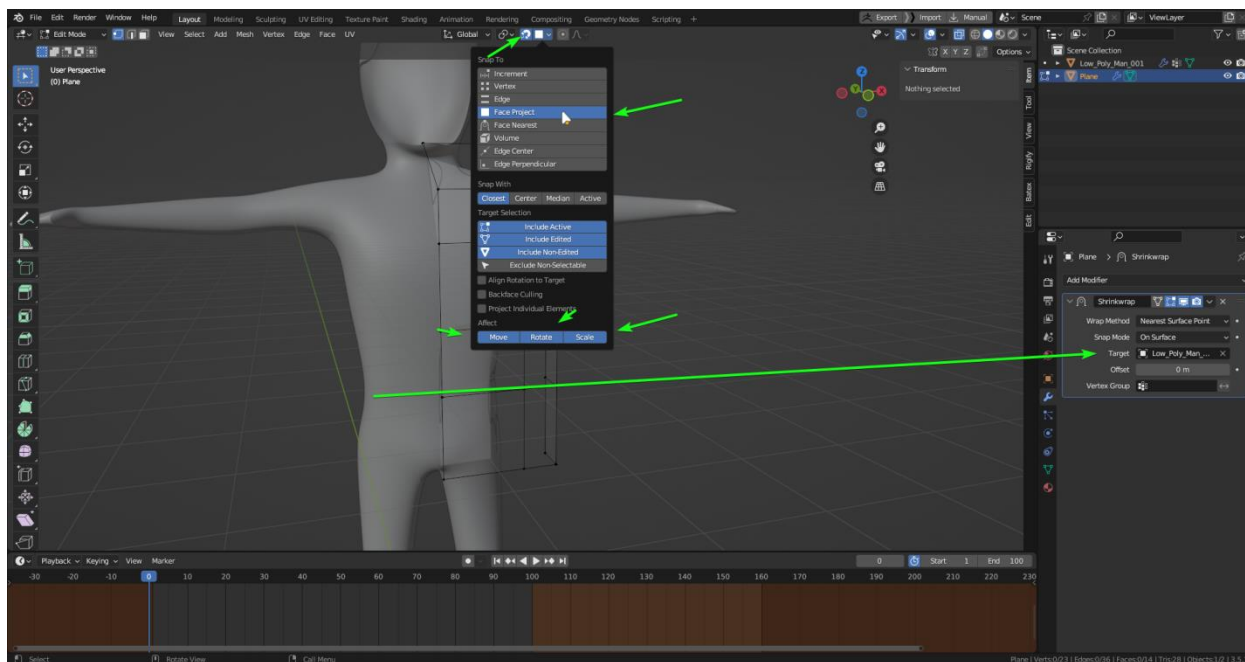 File Edit Render Window Help Layout Modeling Sculpting UV Editing Texture Paint Shading Animation Rendering Compositing Geometry Nodes Scripting + Export Import Manual Scene ViewLayer
Edit Mode View Select Add Mesh Vertex Edge Face UV Global
X Y Z Options
User Perspective
(0) Plane
Snap To
Increment
Vertex
Edge
Face Project
Face Nearest
Volume
Edge Center
Edge Perpendicular
Snap With
Closest Center Median Active
Target Selection
Include Active
Include Edited
Include Non-Edited
Exclude Non-Selectable
Align Rotation to Target
Backface Culling
Project Individual Elements
Affect
Move Rotate Scale
Transform
Nothing selected
Z
Y
X
Item
Tool
View
Rigify
Batex
Edit
Scene Collection
Low_Poly_Man_001
Plane
Plane > Shrinkwrap
Add Modifier
Shrinkwrap
Wrap Method Nearest Surface Point
Snap Mode On Surface
Target Low_Poly_Man_...
Offset 0 m
Vertex Group
Playback Keying View Marker 0 Start 1 End 100
-30 -20 -10 0 10 20 30 40 50 60 70 80 90 100 110 120 130 140 150 160 170 180 190 200 210 220 230
Select Rotate View Call Menu Plane | Verts:0/23 | Edges:0/36 | Faces:0/14 | Tris:28 | Objects:1/2 | 3.5.1